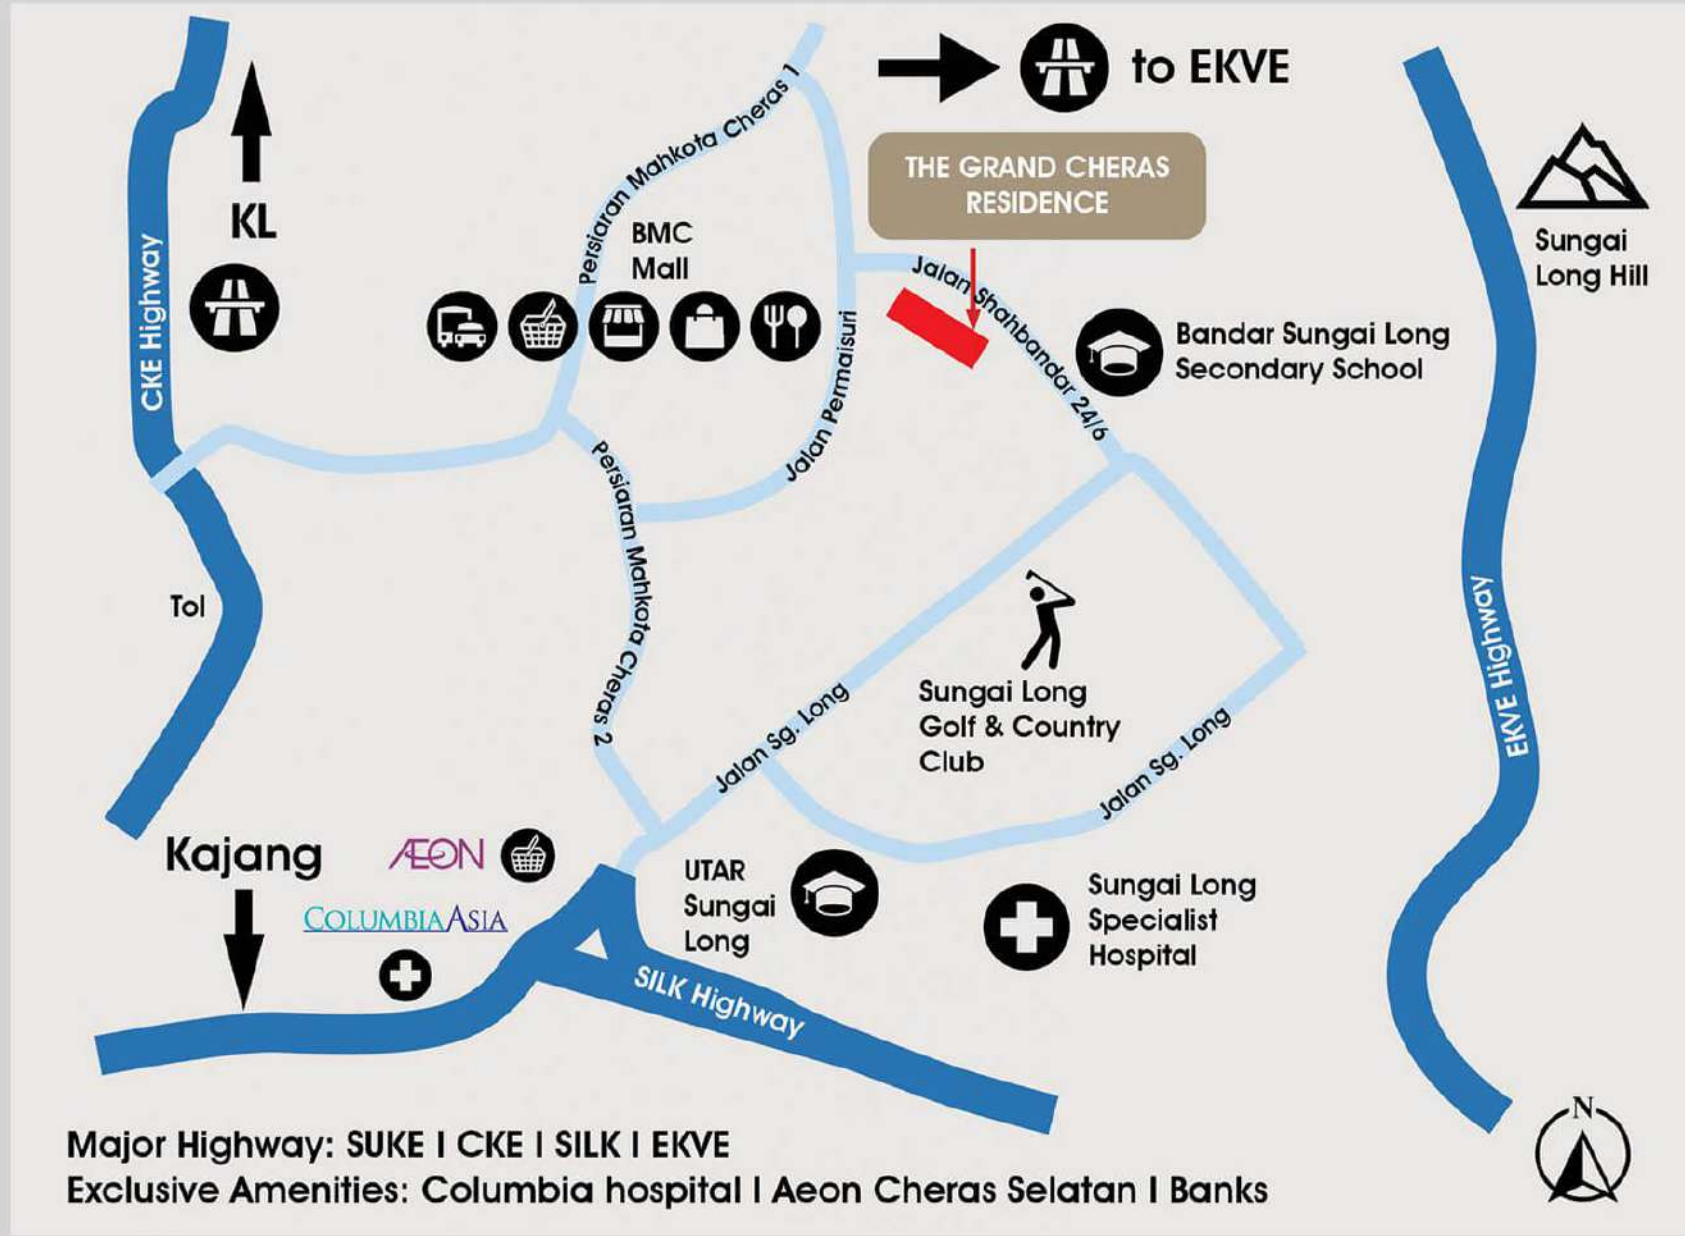 to EKVE
THE GRAND CHERAS
RESIDENCE
KL
CKE Highway
Persiaran Mahkota Cheras 1
BMC
Mall
Jalan Shahbandar 24/6
Jalan Permaisuri
Bandar Sungai Long
Secondary School
Sungai
Long Hill
Persiaran Mahkota Cheras 2
Tol
EKVE Highway
Sungai Long
Golf & Country
Club
Jalan Sg. Long
Jalan Sg. Long
Kajang
ÆON
COLUMBIAASIA
UTAR
Sungai
Long
Sungai Long
Specialist
Hospital
SILK Highway
N
Major Highway: SUKE I CKE I SILK I EKVE
Exclusive Amenities: Columbia hospital I Aeon Cheras Selatan I Banks